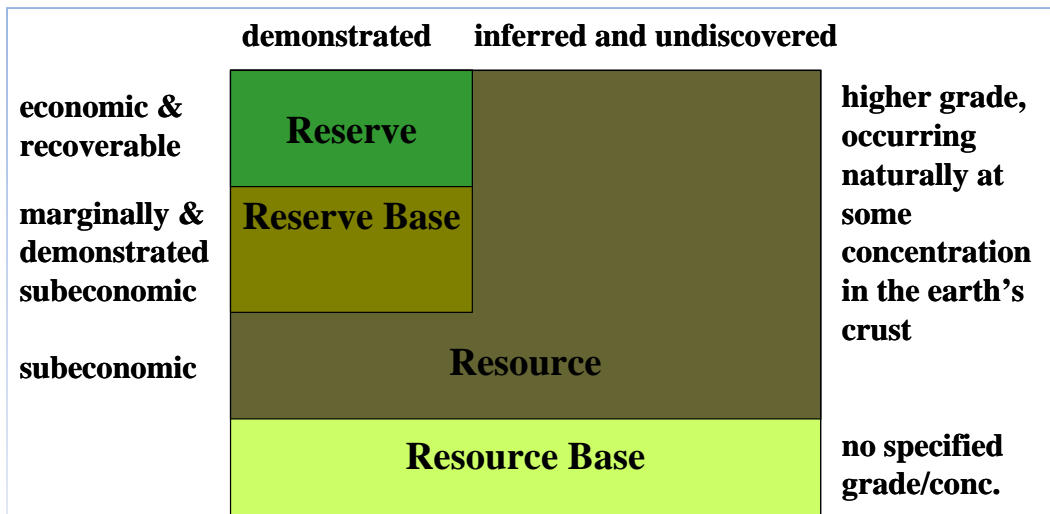 demonstrated
inferred and undiscovered
economic &
recoverable
Reserve
higher grade,
occurring
naturally at
some
concentration
in the earth's
crust
marginally &
demonstrated
subeconomic
Reserve Base
subeconomic
Resource
Resource Base
no specified
grade/conc.